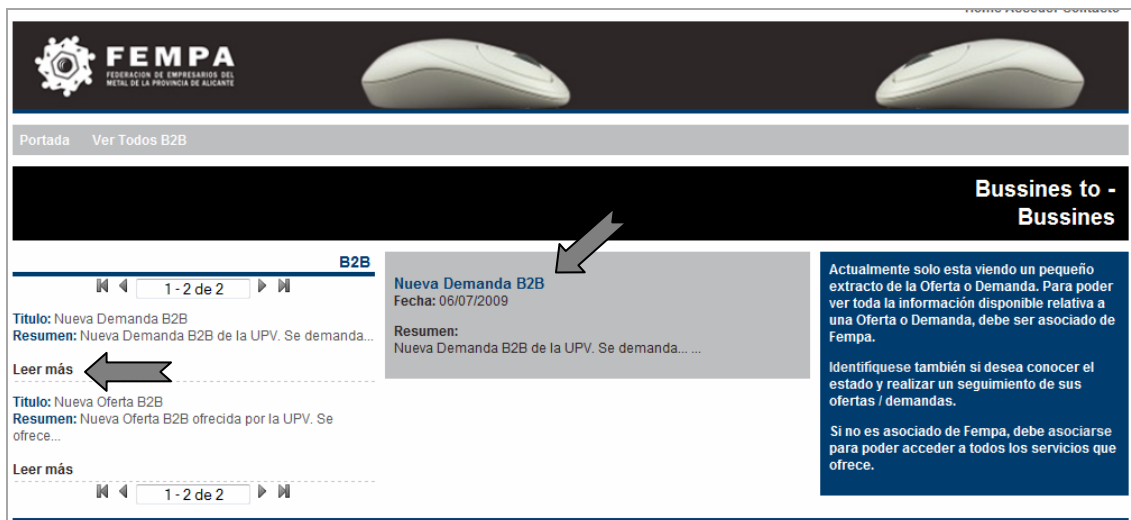 Home Acceder Contacto
FEMPA
FEDERACION DE EMPRESARIOS DEL
METAL DE LA PROVINCIA DE ALICANTE
Portada Ver Todos B2B
Bussines to -
Bussines
B2B
1 - 2 de 2
Titulo: Nueva Demanda B2B
Resumen: Nueva Demanda B2B de la UPV. Se demanda...
Leer más
Titulo: Nueva Oferta B2B
Resumen: Nueva Oferta B2B ofrecida por la UPV. Se
ofrece...
Leer más
1 - 2 de 2
Nueva Demanda B2B
Fecha: 06/07/2009
Resumen:
Nueva Demanda B2B de la UPV. Se demanda... ...
Actualmente solo esta viendo un pequeño
extracto de la Oferta o Demanda. Para poder
ver toda la información disponible relativa a
una Oferta o Demanda, debe ser asociado de
Fempa.
Identifíquese también si desea conocer el
estado y realizar un seguimiento de sus
ofertas / demandas.
Si no es asociado de Fempa, debe asociarse
para poder acceder a todos los servicios que
ofrece.